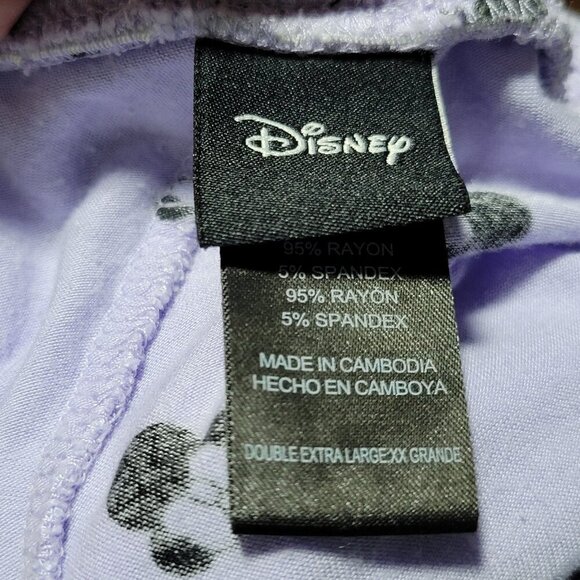 Disney
95% RAYON
5% SPANDEX
95% RAYON
5% SPANDEX
MADE IN CAMBODIA
HECHO EN CAMBOYA
DOUBLE EXTRA LARGE:XX GRANDE